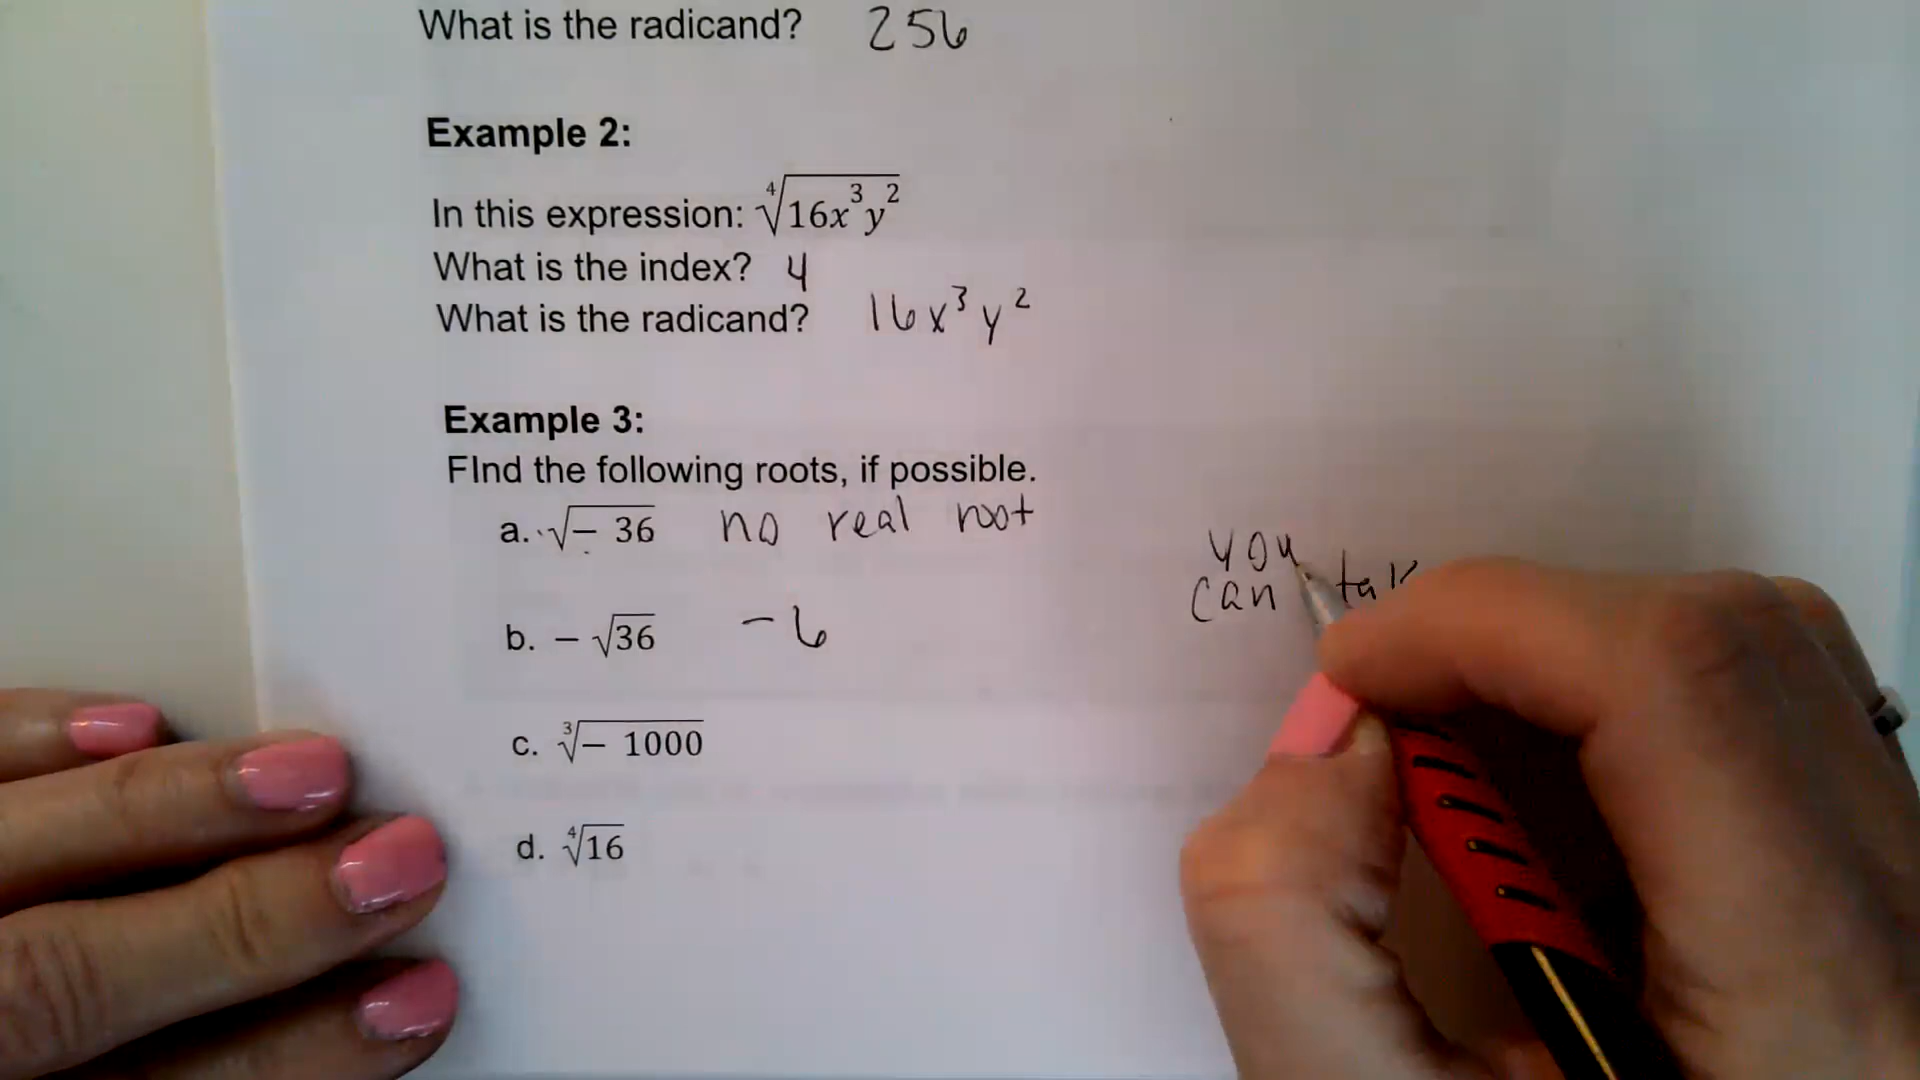 What is the radicand? 256
Example 2:
In this expression: ∜16x³y²
What is the index? 4
What is the radicand? 16x³y²
Example 3:
FInd the following roots, if possible.
a. √- 36 no real root
you
can
b. - √36 -6
c. ∛- 1000
d. ∜16